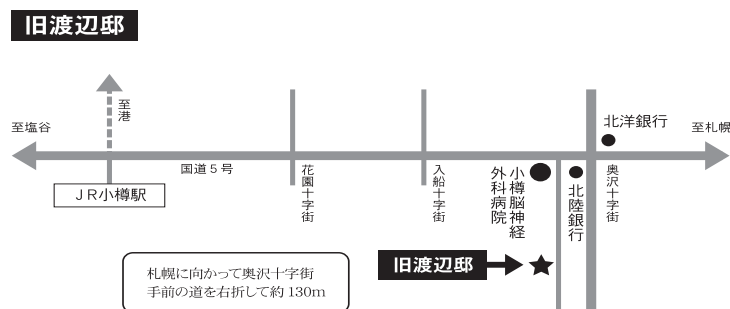 旧渡辺邸
至港
至塩谷
北洋銀行
至札幌
国道5号
JR小樽駅
花園十字街
入船十字街
小樽脳神経
外科病院
北陸銀行
奥沢十字街
旧渡辺邸
札幌に向かって奥沢十字街
手前の道を右折して約130m